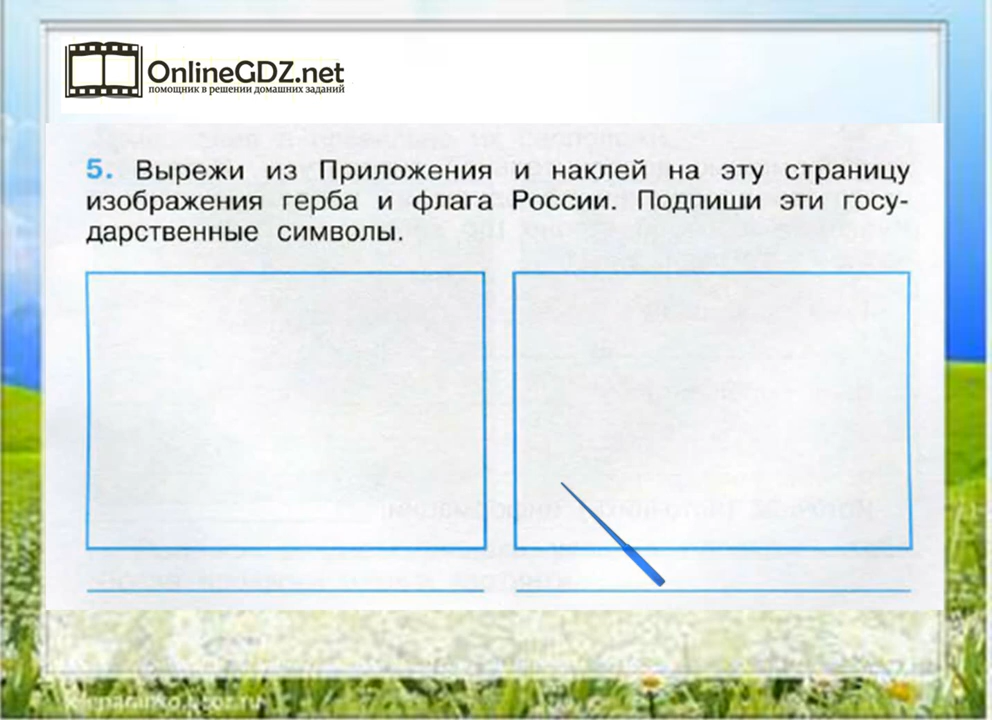 OnlineGDZ.net
помощник в решении домашних заданий
5. Вырежи из Приложения и наклей на эту страницу
изображения герба и флага России. Подпиши эти госу-
дарственные символы.